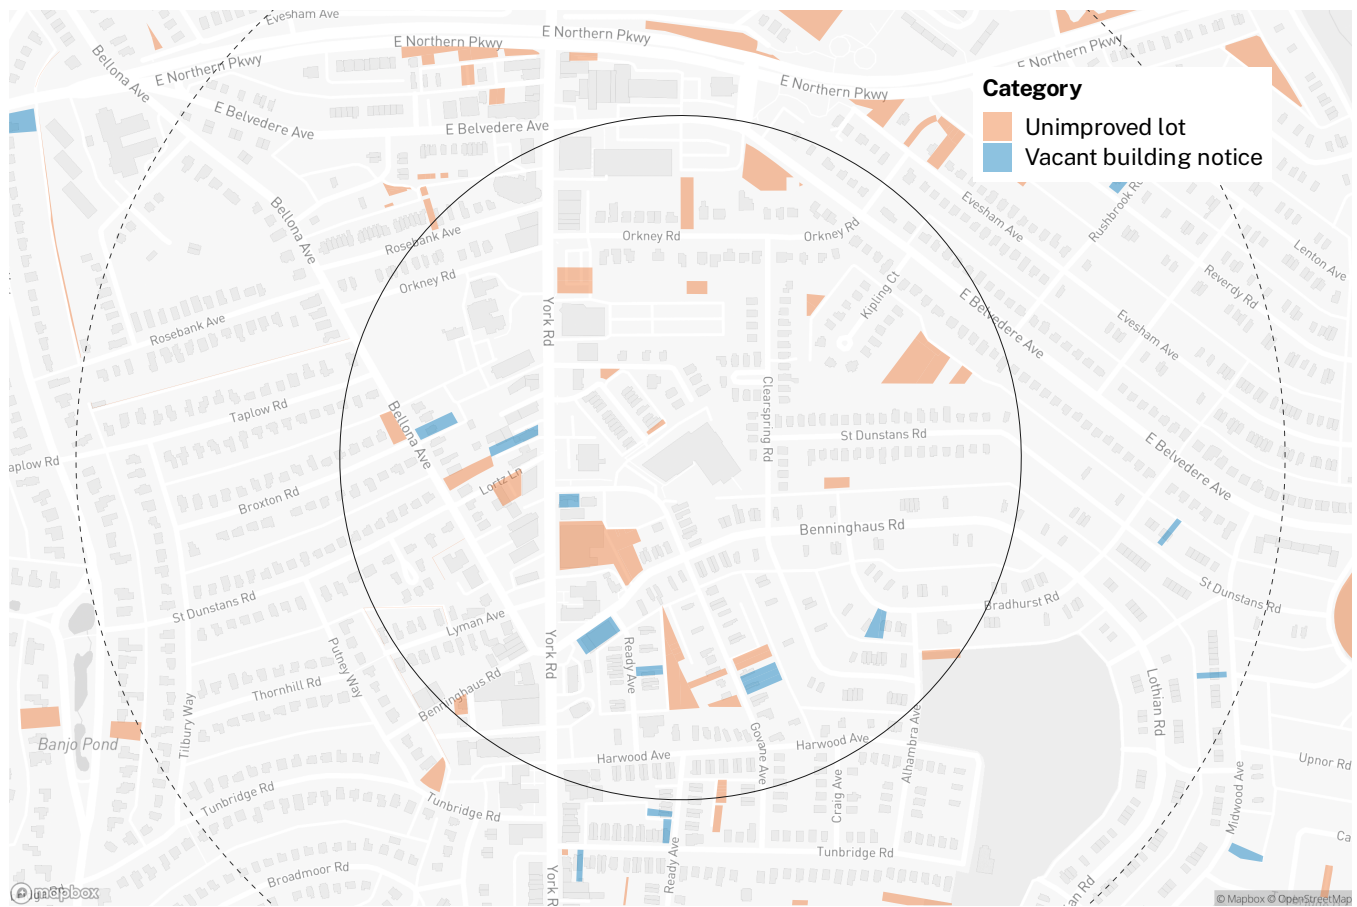 Evesham Ave
E Northern Pkwy
E Northern Pkwy
E Northern Pkwy
Bellona Ave
E Northern Pkwy
E Northern Pkwy
Category
Unimproved lot
Vacant building notice
E Belvedere Ave
E Belvedere Ave
Rushbrook Rd
Evesham Ave
Bellona Ave
Rosebank Ave
Orkney Rd
Orkney Rd
Lenton Ave
Orkney Rd
Kipling Ct
Reverdy Rd
York Rd
E Belvedere Ave
Evesham Ave
Rosebank Ave
Taplow Rd
Bellona Ave
Clearspring Rd
St Dunstans Rd
E Belvedere Ave
aplow Rd
Lortz Ln
Broxton Rd
Benninghaus Rd
St Dunstans Rd
St Dunstans Rd
Bradhurst Rd
Lyman Ave
York Rd
Ready Ave
Putney Way
Thornhill Rd
Benninghaus Rd
Lothian Rd
Tilbury Way
Banjo Pond
Govane Ave
Harwood Ave
Harwood Ave
Alhambra Ave
Upnor Rd
Tunbridge Rd
Tunbridge Rd
Craig Ave
Midwood Ave
Ca
Tunbridge Rd
Broadmoor Rd
York R
Ready Ave
an Rd
mapbox
© Mapbox © OpenStreetMap